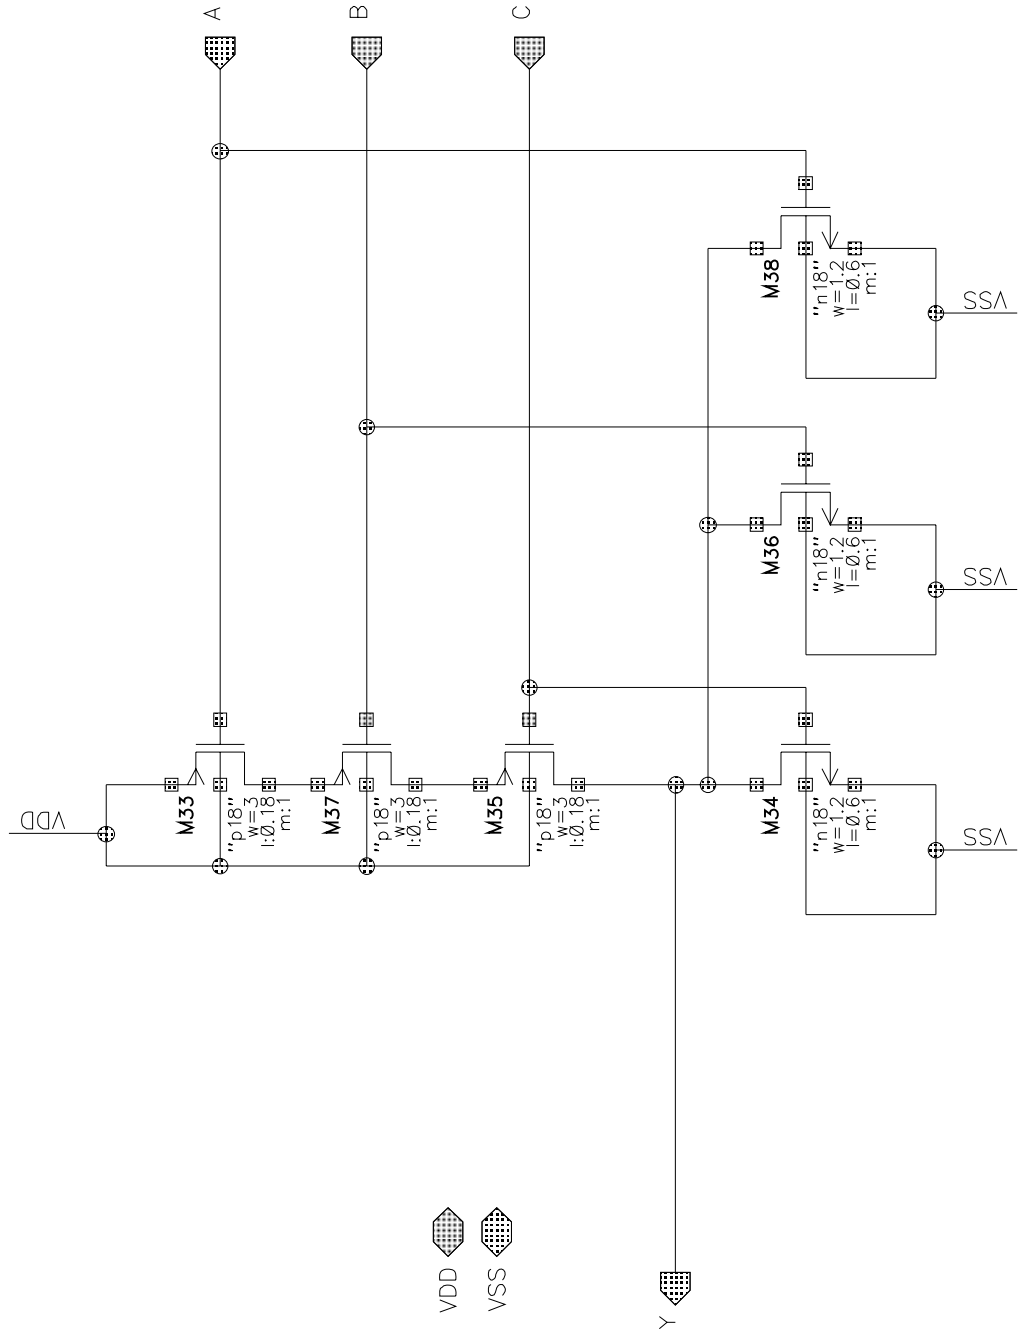 A
B
C
M38
"n18"
w=1.2
l=0.6
m:1
VSS
M36
"n18"
w=1.2
l=0.6
m:1
VSS
VDD
M33
"p18"
w=3
l:0.18
m:1
M37
"p18"
w=3
l:0.18
m:1
M35
"p18"
w=3
l:0.18
m:1
M34
"n18"
w=1.2
l=0.6
m:1
VSS
VDD
VSS
Y